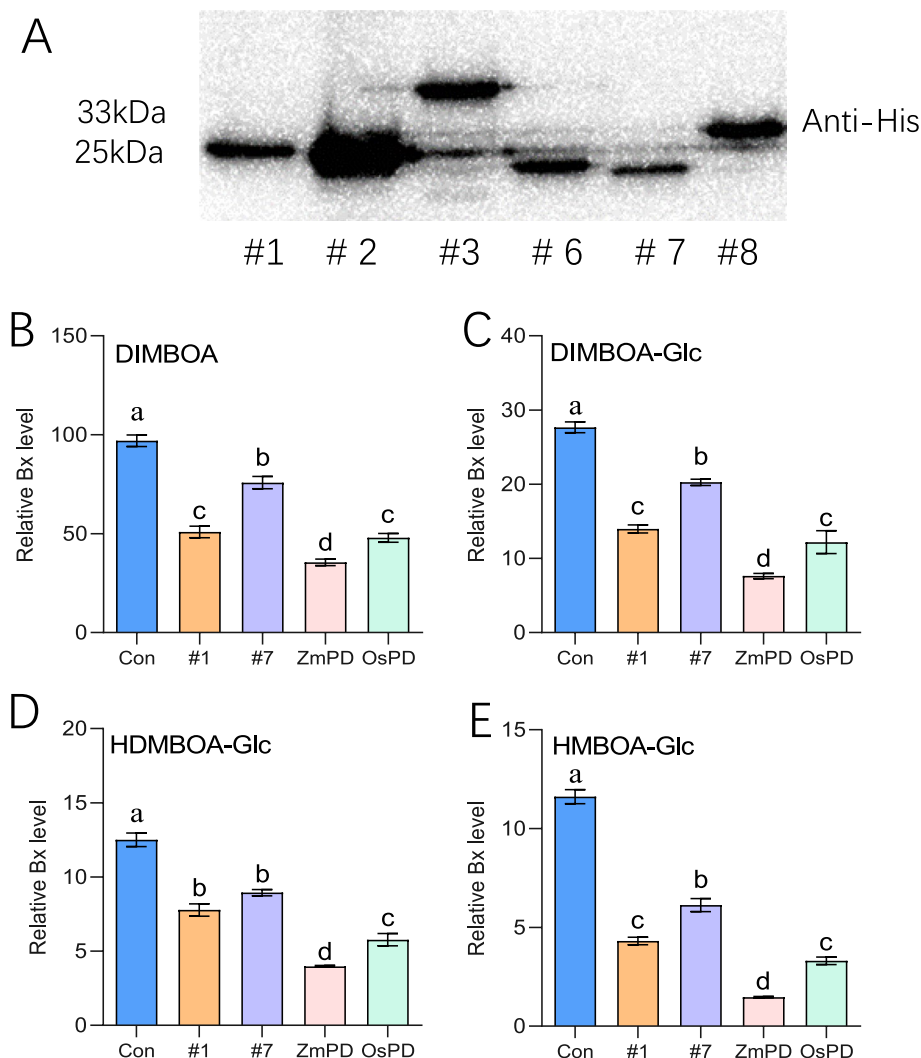 A
33kDa
25kDa
Anti-His
#1 # 2 #3 # 6 # 7 #8
B
DIMBOA
Relative Bx level
150
100
50
0
a
c
b
d
c
Con #1 #7 ZmPD OsPD
C
DIMBOA-Glc
Relative Bx level
40
30
20
10
0
a
c
b
d
c
Con #1 #7 ZmPD OsPD
D
HDMBOA-Glc
Relative Bx level
20
15
10
5
0
a
b
b
d
c
Con #1 #7 ZmPD OsPD
E
HMBOA-Glc
Relative Bx level
15
10
5
0
a
c
b
d
c
Con #1 #7 ZmPD OsPD